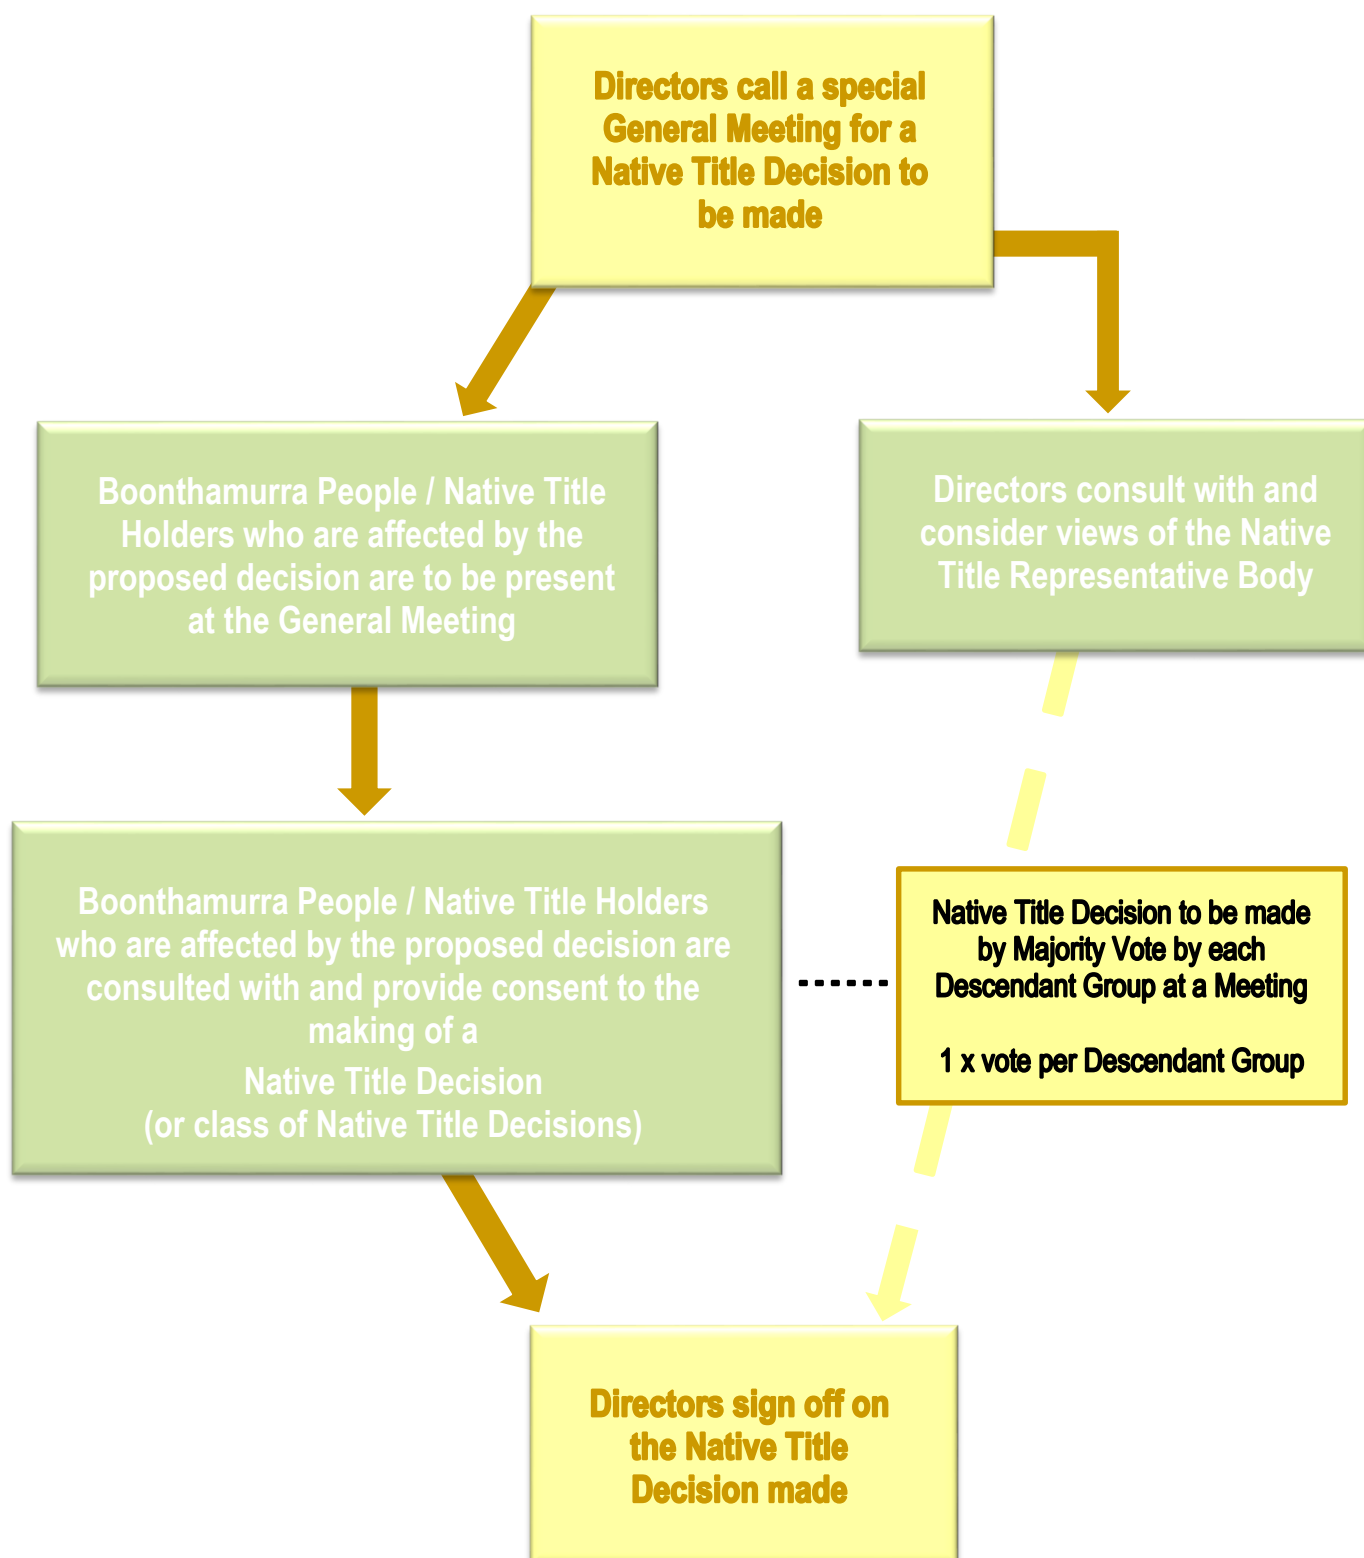 Directors call a special
General Meeting for a
Native Title Decision to
be made
Boonthamurra People / Native Title
Holders who are affected by the
proposed decision are to be present
at the General Meeting
Directors consult with and
consider views of the Native
Title Representative Body
Boonthamurra People / Native Title Holders
who are affected by the proposed decision are
consulted with and provide consent to the
making of a
Native Title Decision
(or class of Native Title Decisions)
Native Title Decision to be made
by Majority Vote by each
Descendant Group at a Meeting
1 x vote per Descendant Group
Directors sign off on
the Native Title
Decision made